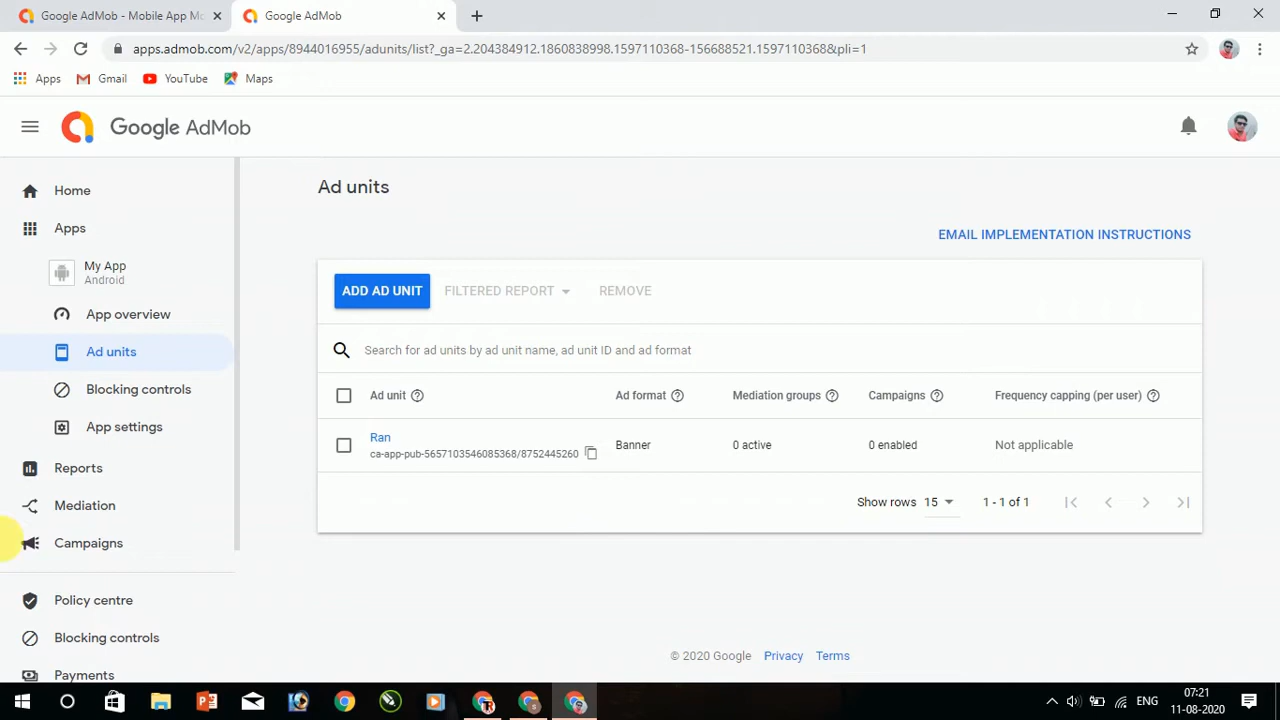 Google AdMob - Mobile App Mo
Google AdMob
apps.admob.com/v2/apps/8944016955/adunits/list?_ga=2.204384912.1860838998.1597110368-156688521.1597110368&pli=1
Apps
Gmail
YouTube
Maps
Google AdMob
Home
Apps
My App
Android
App overview
Ad units
Blocking controls
App settings
Reports
Mediation
Campaigns
Policy centre
Blocking controls
Payments
Ad units
EMAIL IMPLEMENTATION INSTRUCTIONS
ADD AD UNIT
FILTERED REPORT
REMOVE
Search for ad units by ad unit name, ad unit ID and ad format
Ad unit
Ad format
Mediation groups
Campaigns
Frequency capping (per user)
Ran
ca-app-pub-5657103546085368/8752445260
Banner
0 active
0 enabled
Not applicable
Show rows
15
1 - 1 of 1
© 2020 Google
Privacy
Terms
ENG
07:21
11-08-2020